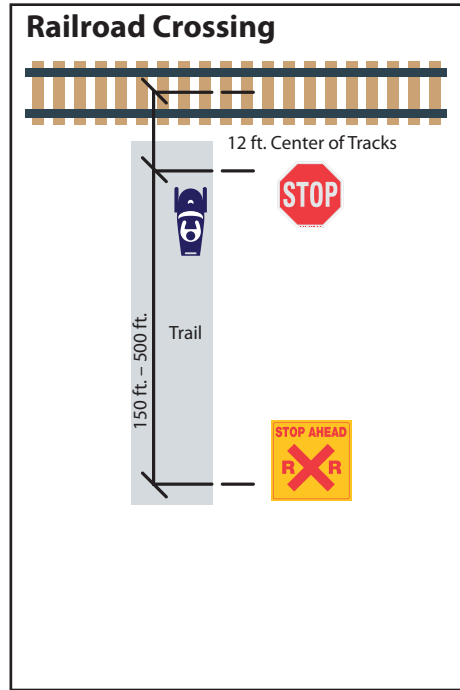 Railroad Crossing
12 ft. Center of Tracks
STOP
150 ft. – 500 ft.
Trail
STOP AHEAD
R R